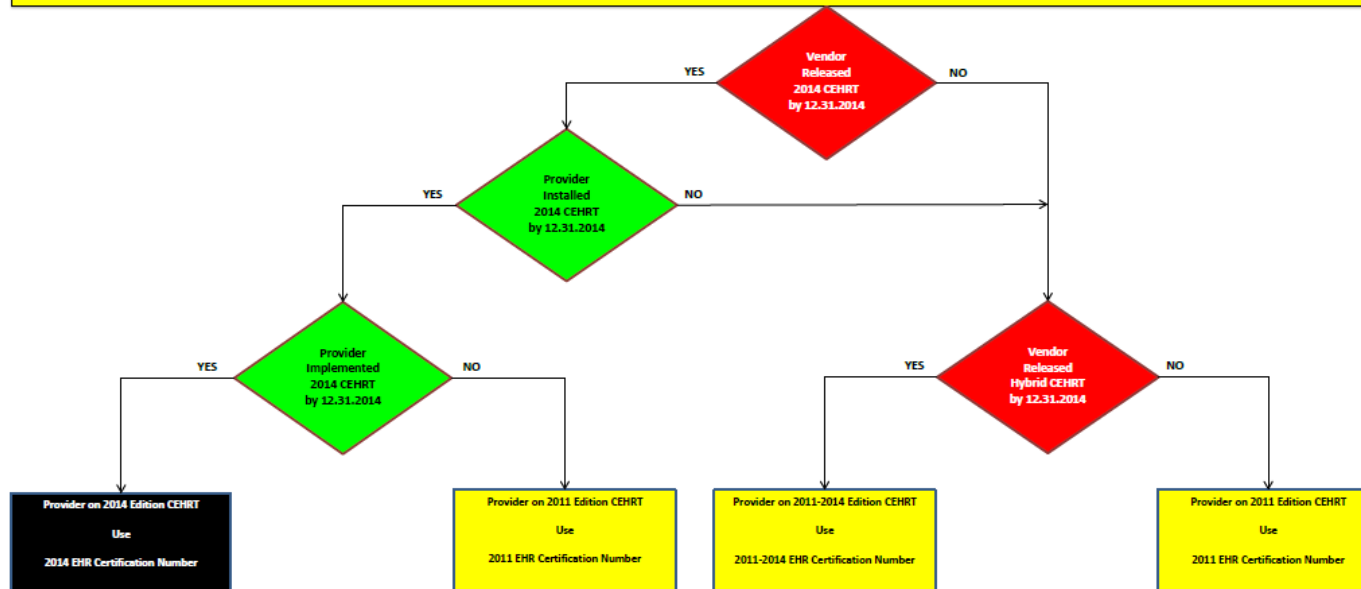 Vendor
Released
2014 CEHRT
by 12.31.2014
YES
NO
Provider
Installed
2014 CEHRT
by 12.31.2014
YES
NO
Provider
Implemented
2014 CEHRT
by 12.31.2014
YES
NO
Vendor
Released
Hybrid CEHRT
by 12.31.2014
YES
NO
Provider on 2014 Edition CEHRT
Use
2014 EHR Certification Number
Provider on 2011 Edition CEHRT
Use
2011 EHR Certification Number
Provider on 2011-2014 Edition CEHRT
Use
2011-2014 EHR Certification Number
Provider on 2011 Edition CEHRT
Use
2011 EHR Certification Number